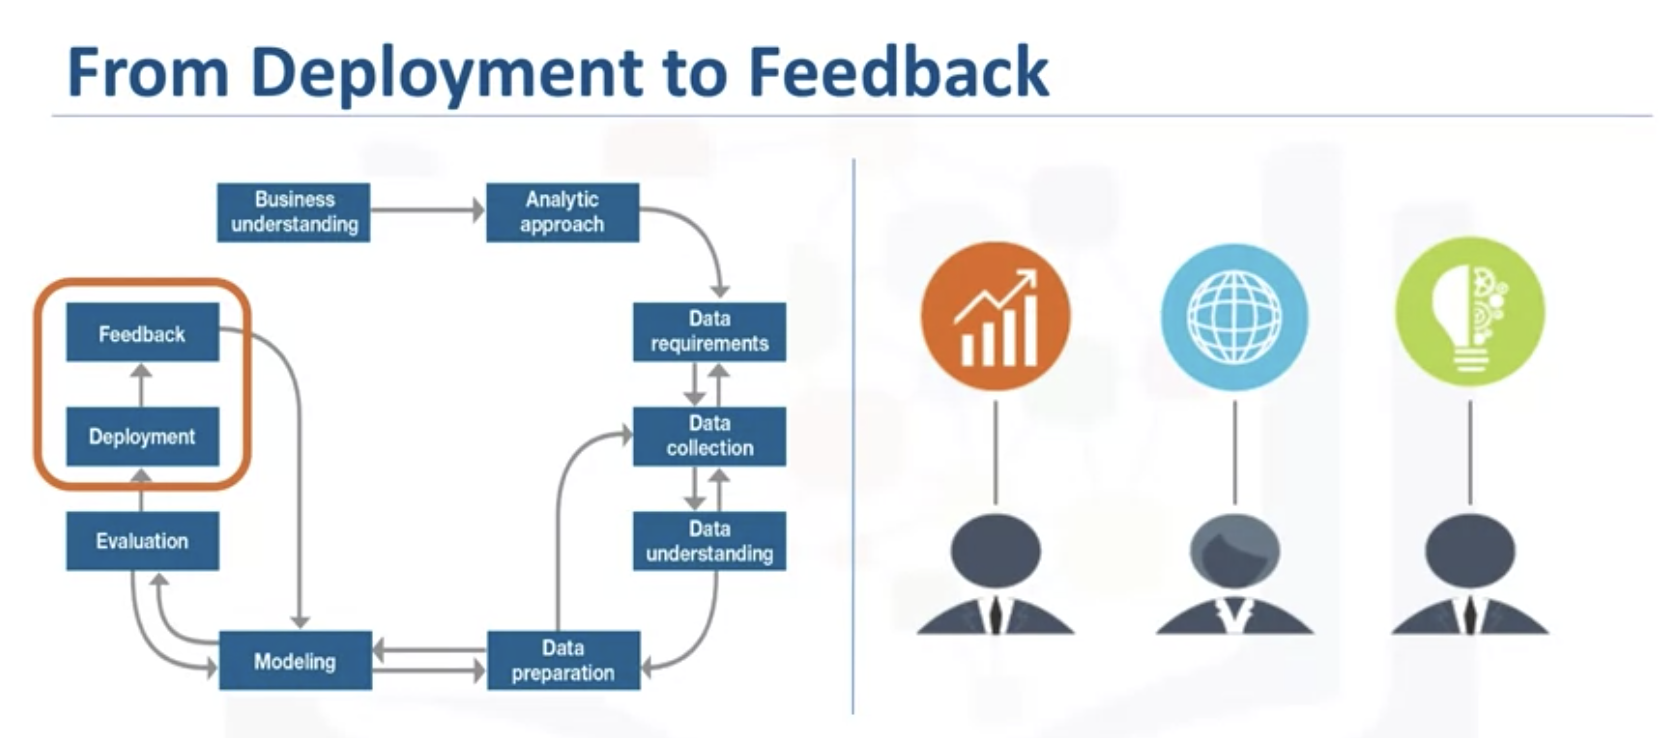 From Deployment to Feedback
Business
understanding
Analytic
approach
Feedback
Data
requirements
Deployment
Data
collection
Evaluation
Data
understanding
Modeling
Data
preparation